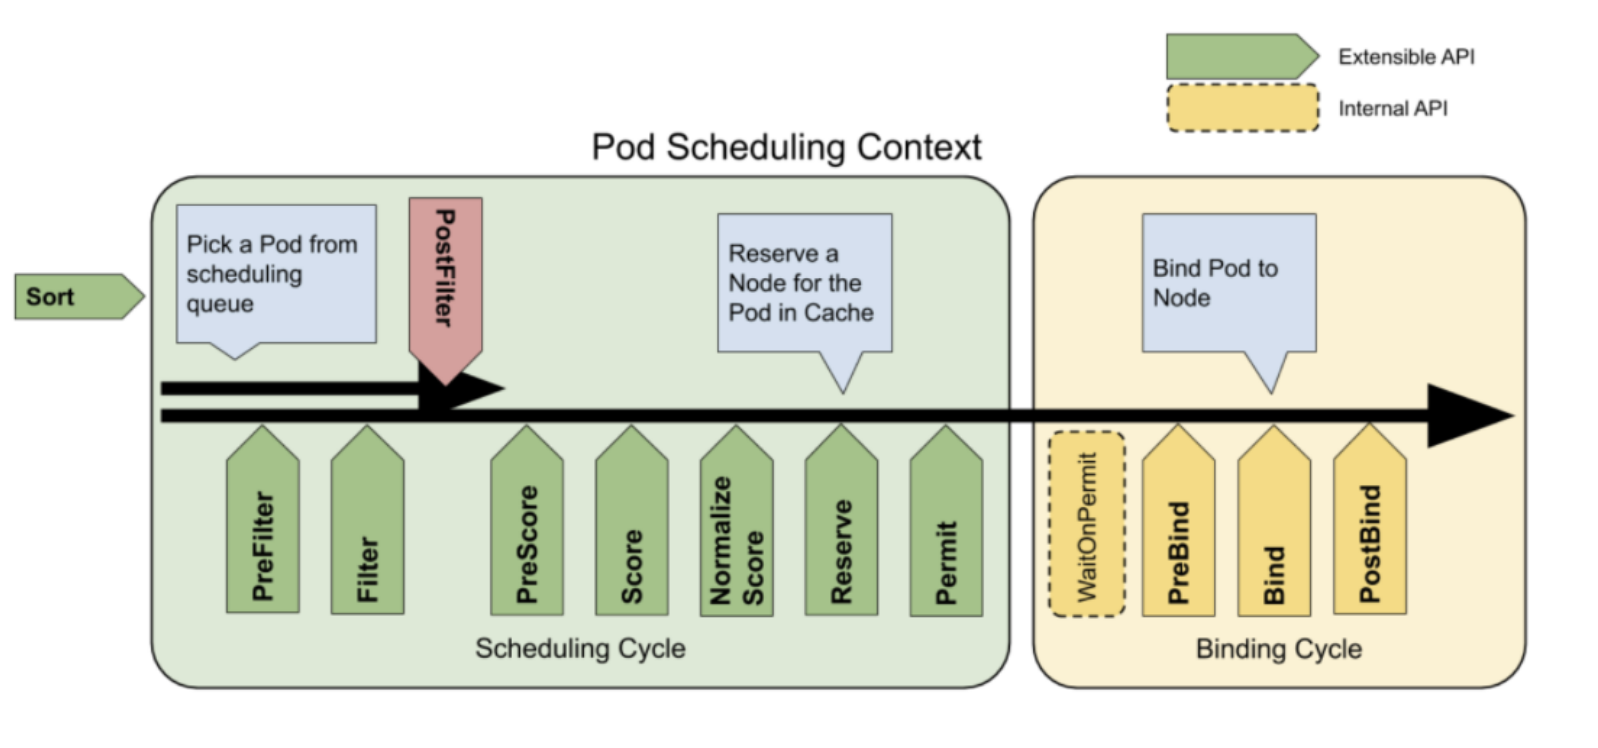 Extensible API
Internal API
Pod Scheduling Context
Sort
Pick a Pod from
scheduling
queue
PostFilter
Reserve a
Node for the
Pod in Cache
Bind Pod to
Node
PreFilter
Filter
PreScore
Score
Normalize
Score
Reserve
Permit
WaitOnPermit
PreBind
Bind
PostBind
Scheduling Cycle
Binding Cycle